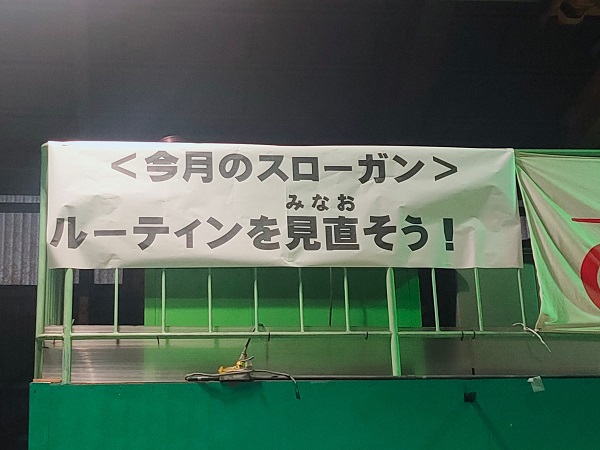 ＜今月のスローガン＞
みなお
ルーティンを見直そう！